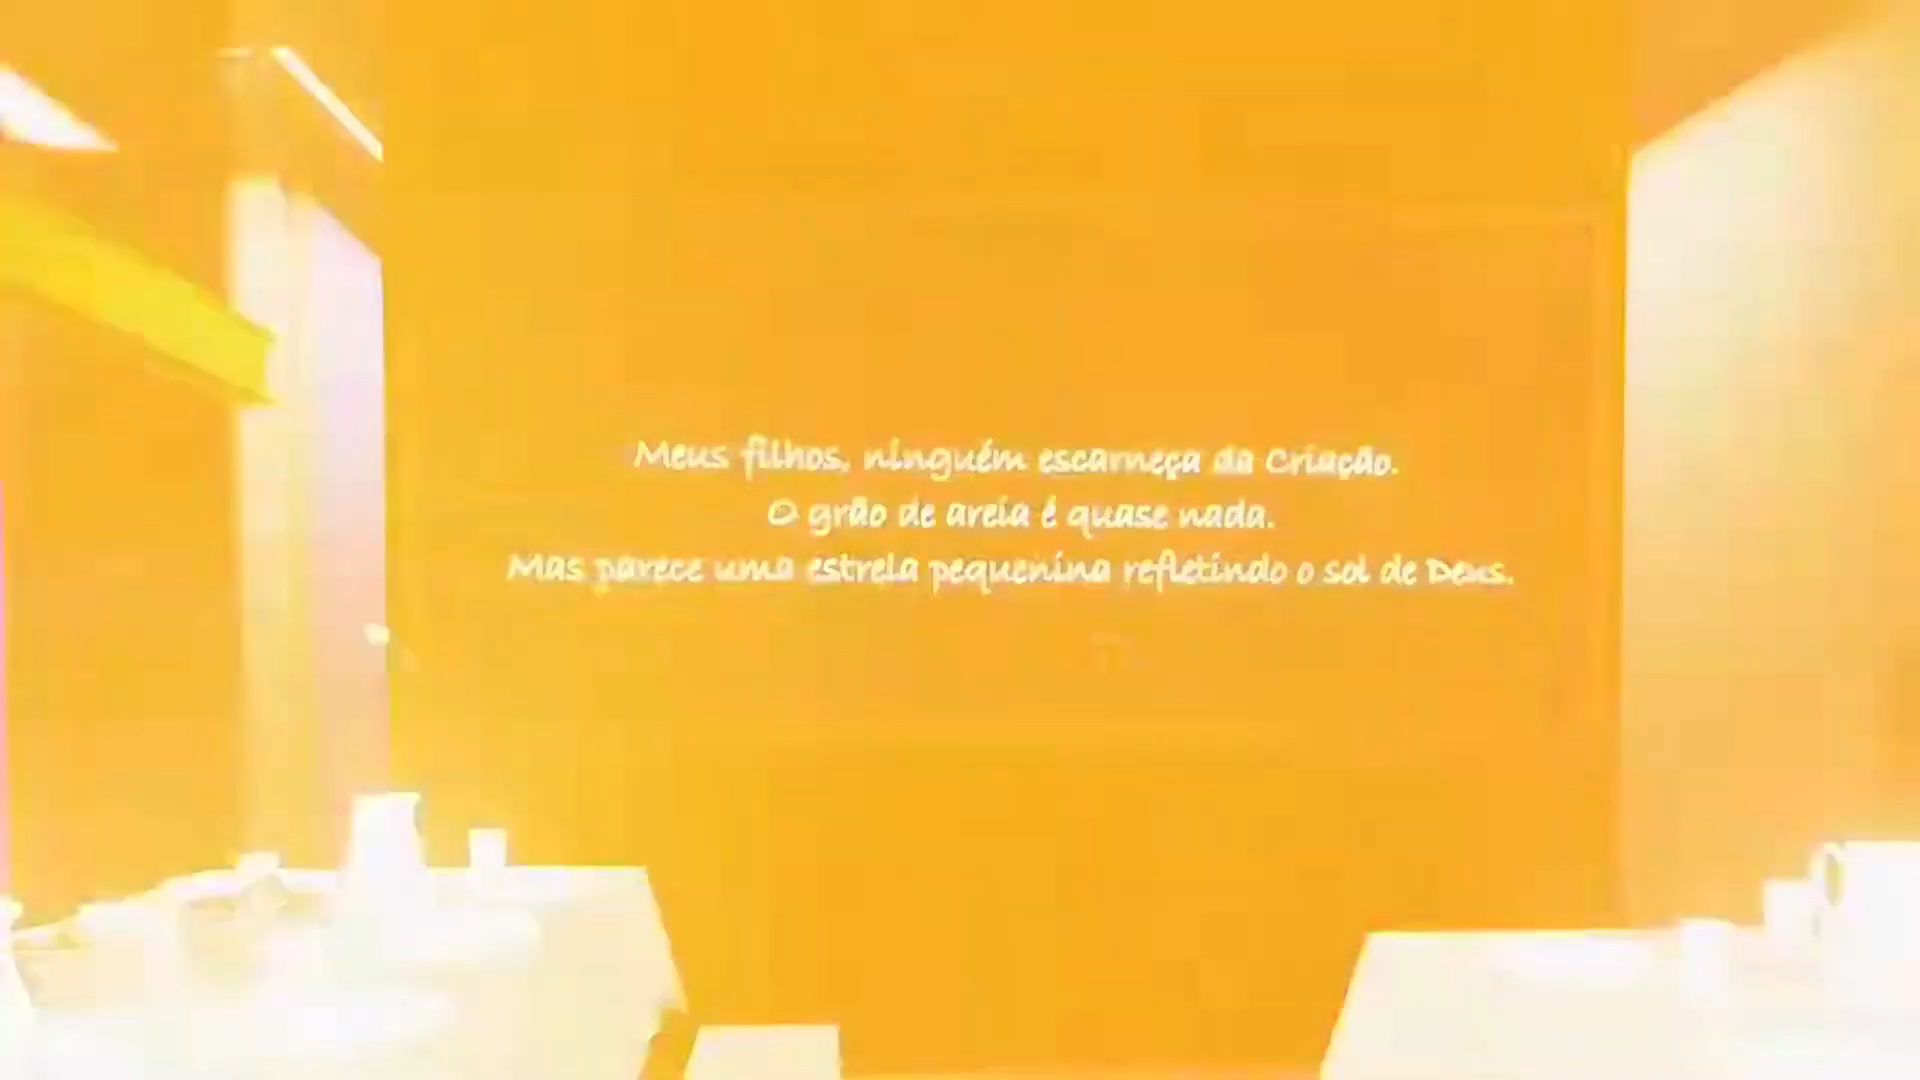 Meus filhos, ninguém escarneça da Criação.
O grão de areia é quase nada.
Mas parece uma estrela pequenina refletindo o sol de Deus.